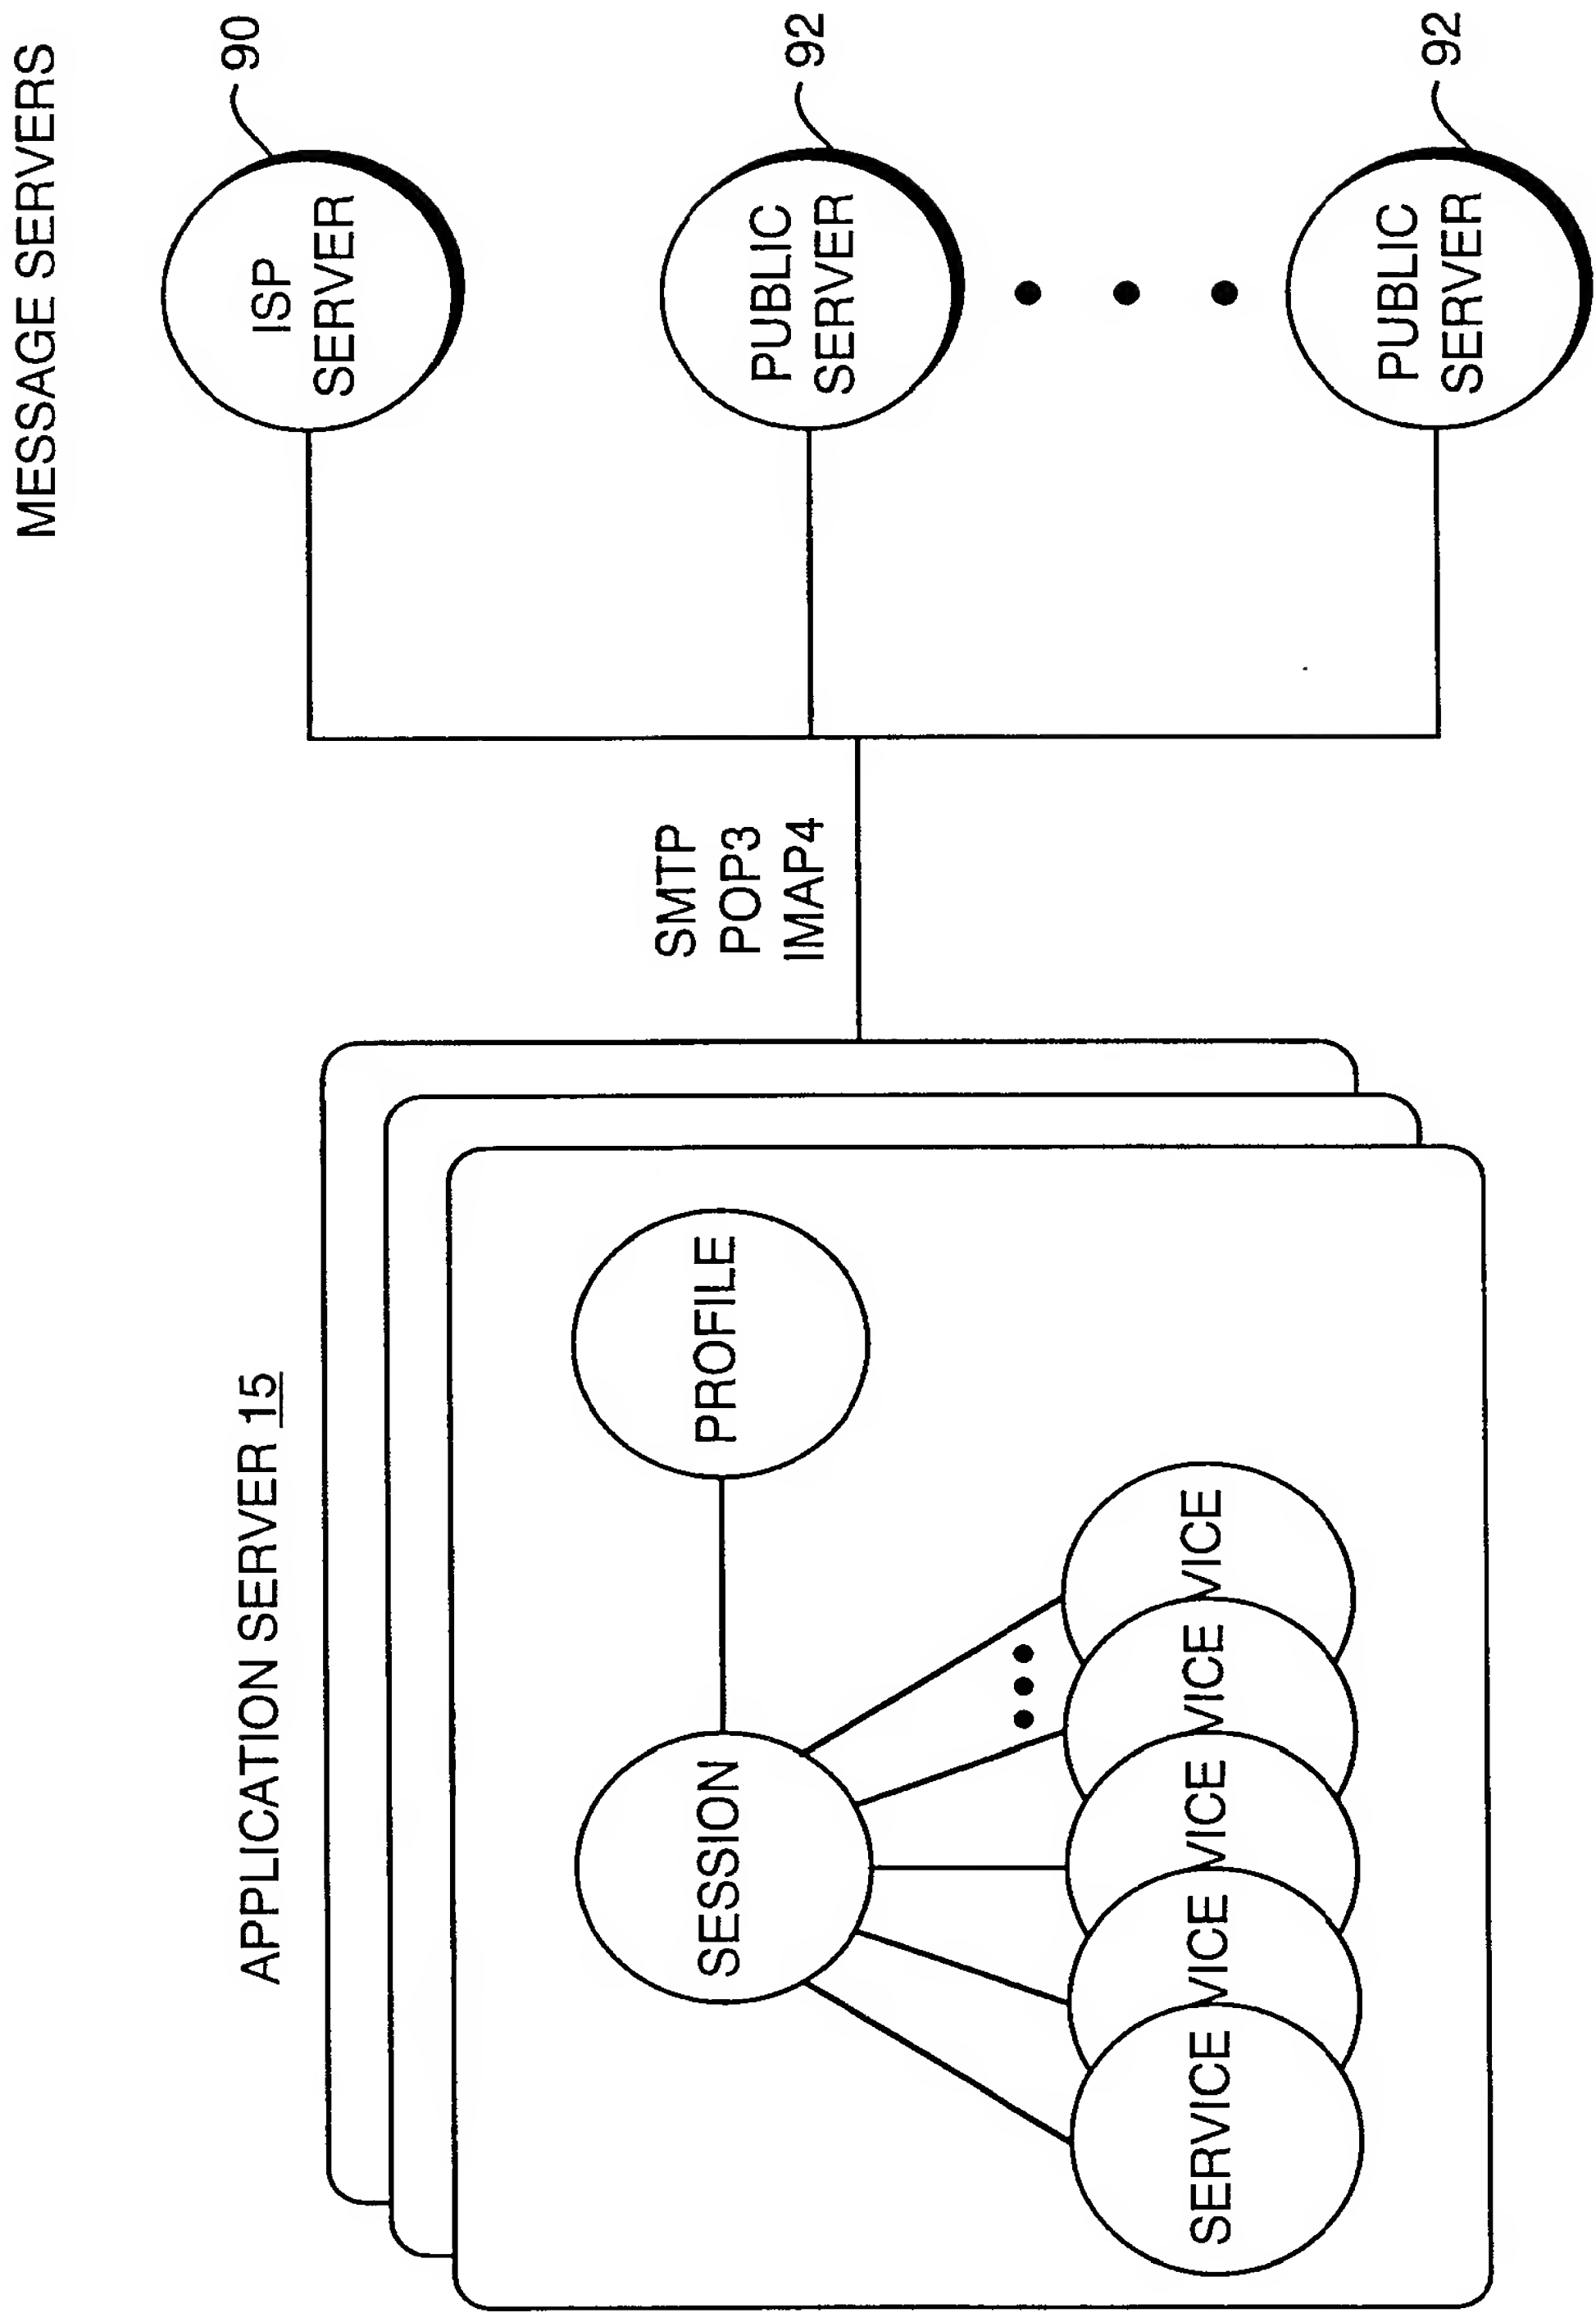 MESSAGE SERVERS
APPLICATION SERVER 15
ISP
SERVER
90
SESSION
PROFILE
SMTP
POP3
IMAP4
PUBLIC
SERVER
92
SERVICE
VICE
VICE
VICE
VICE
PUBLIC
SERVER
92